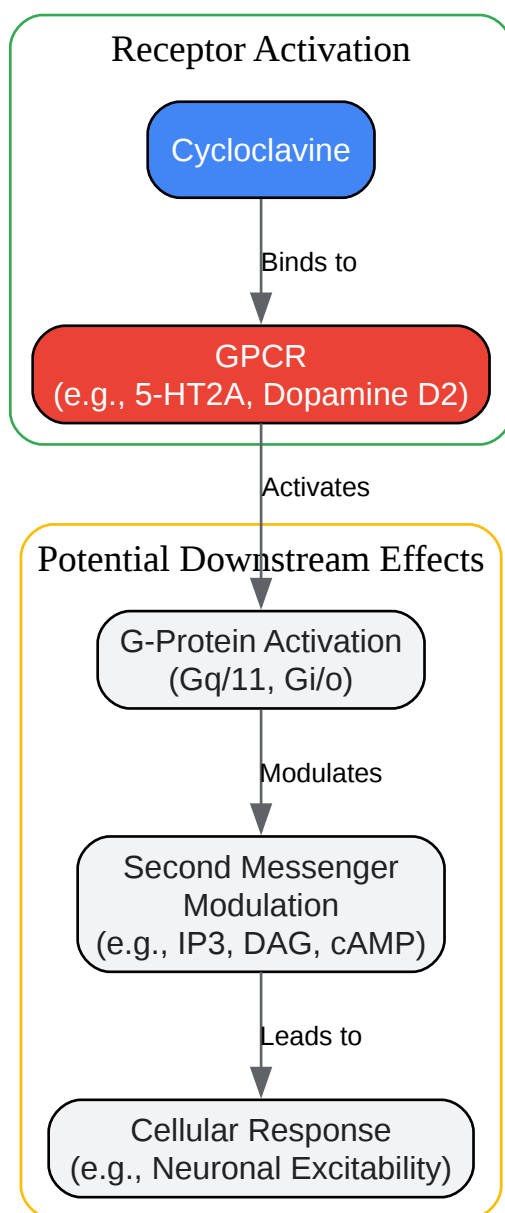 Receptor Activation
Cycloclavine
Binds to
GPCR
(e.g., 5-HT2A, Dopamine D2)
Activates
Potential Downstream Effects
G-Protein Activation
(Gq/11, Gi/o)
Modulates
Second Messenger
Modulation
(e.g., IP3, DAG, cAMP)
Leads to
Cellular Response
(e.g., Neuronal Excitability)